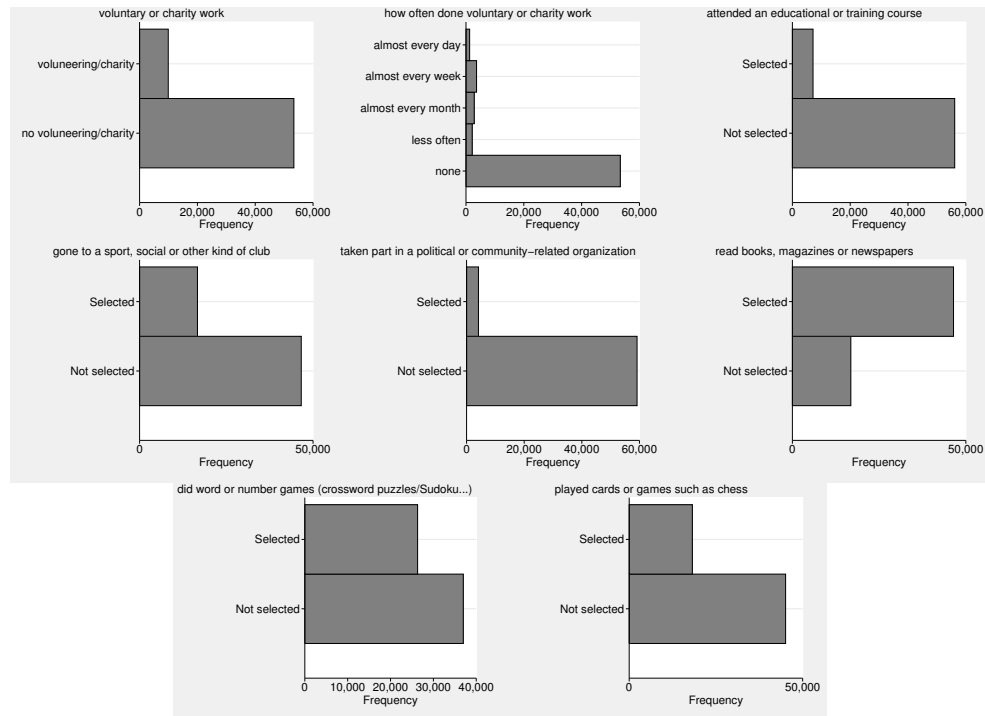 voluntary or charity work
voluneering/charity
no voluneering/charity
0 20,000 40,000 60,000
Frequency
how often done voluntary or charity work
almost every day
almost every week
almost every month
less often
none
0 20,000 40,000 60,000
Frequency
attended an educational or training course
Selected
Not selected
0 20,000 40,000 60,000
Frequency
gone to a sport, social or other kind of club
Selected
Not selected
0 50,000
Frequency
taken part in a political or community−related organization
Selected
Not selected
0 20,000 40,000 60,000
Frequency
read books, magazines or newspapers
Selected
Not selected
0 50,000
Frequency
did word or number games (crossword puzzles/Sudoku...)
Selected
Not selected
0 10,000 20,000 30,000 40,000
Frequency
played cards or games such as chess
Selected
Not selected
0 50,000
Frequency